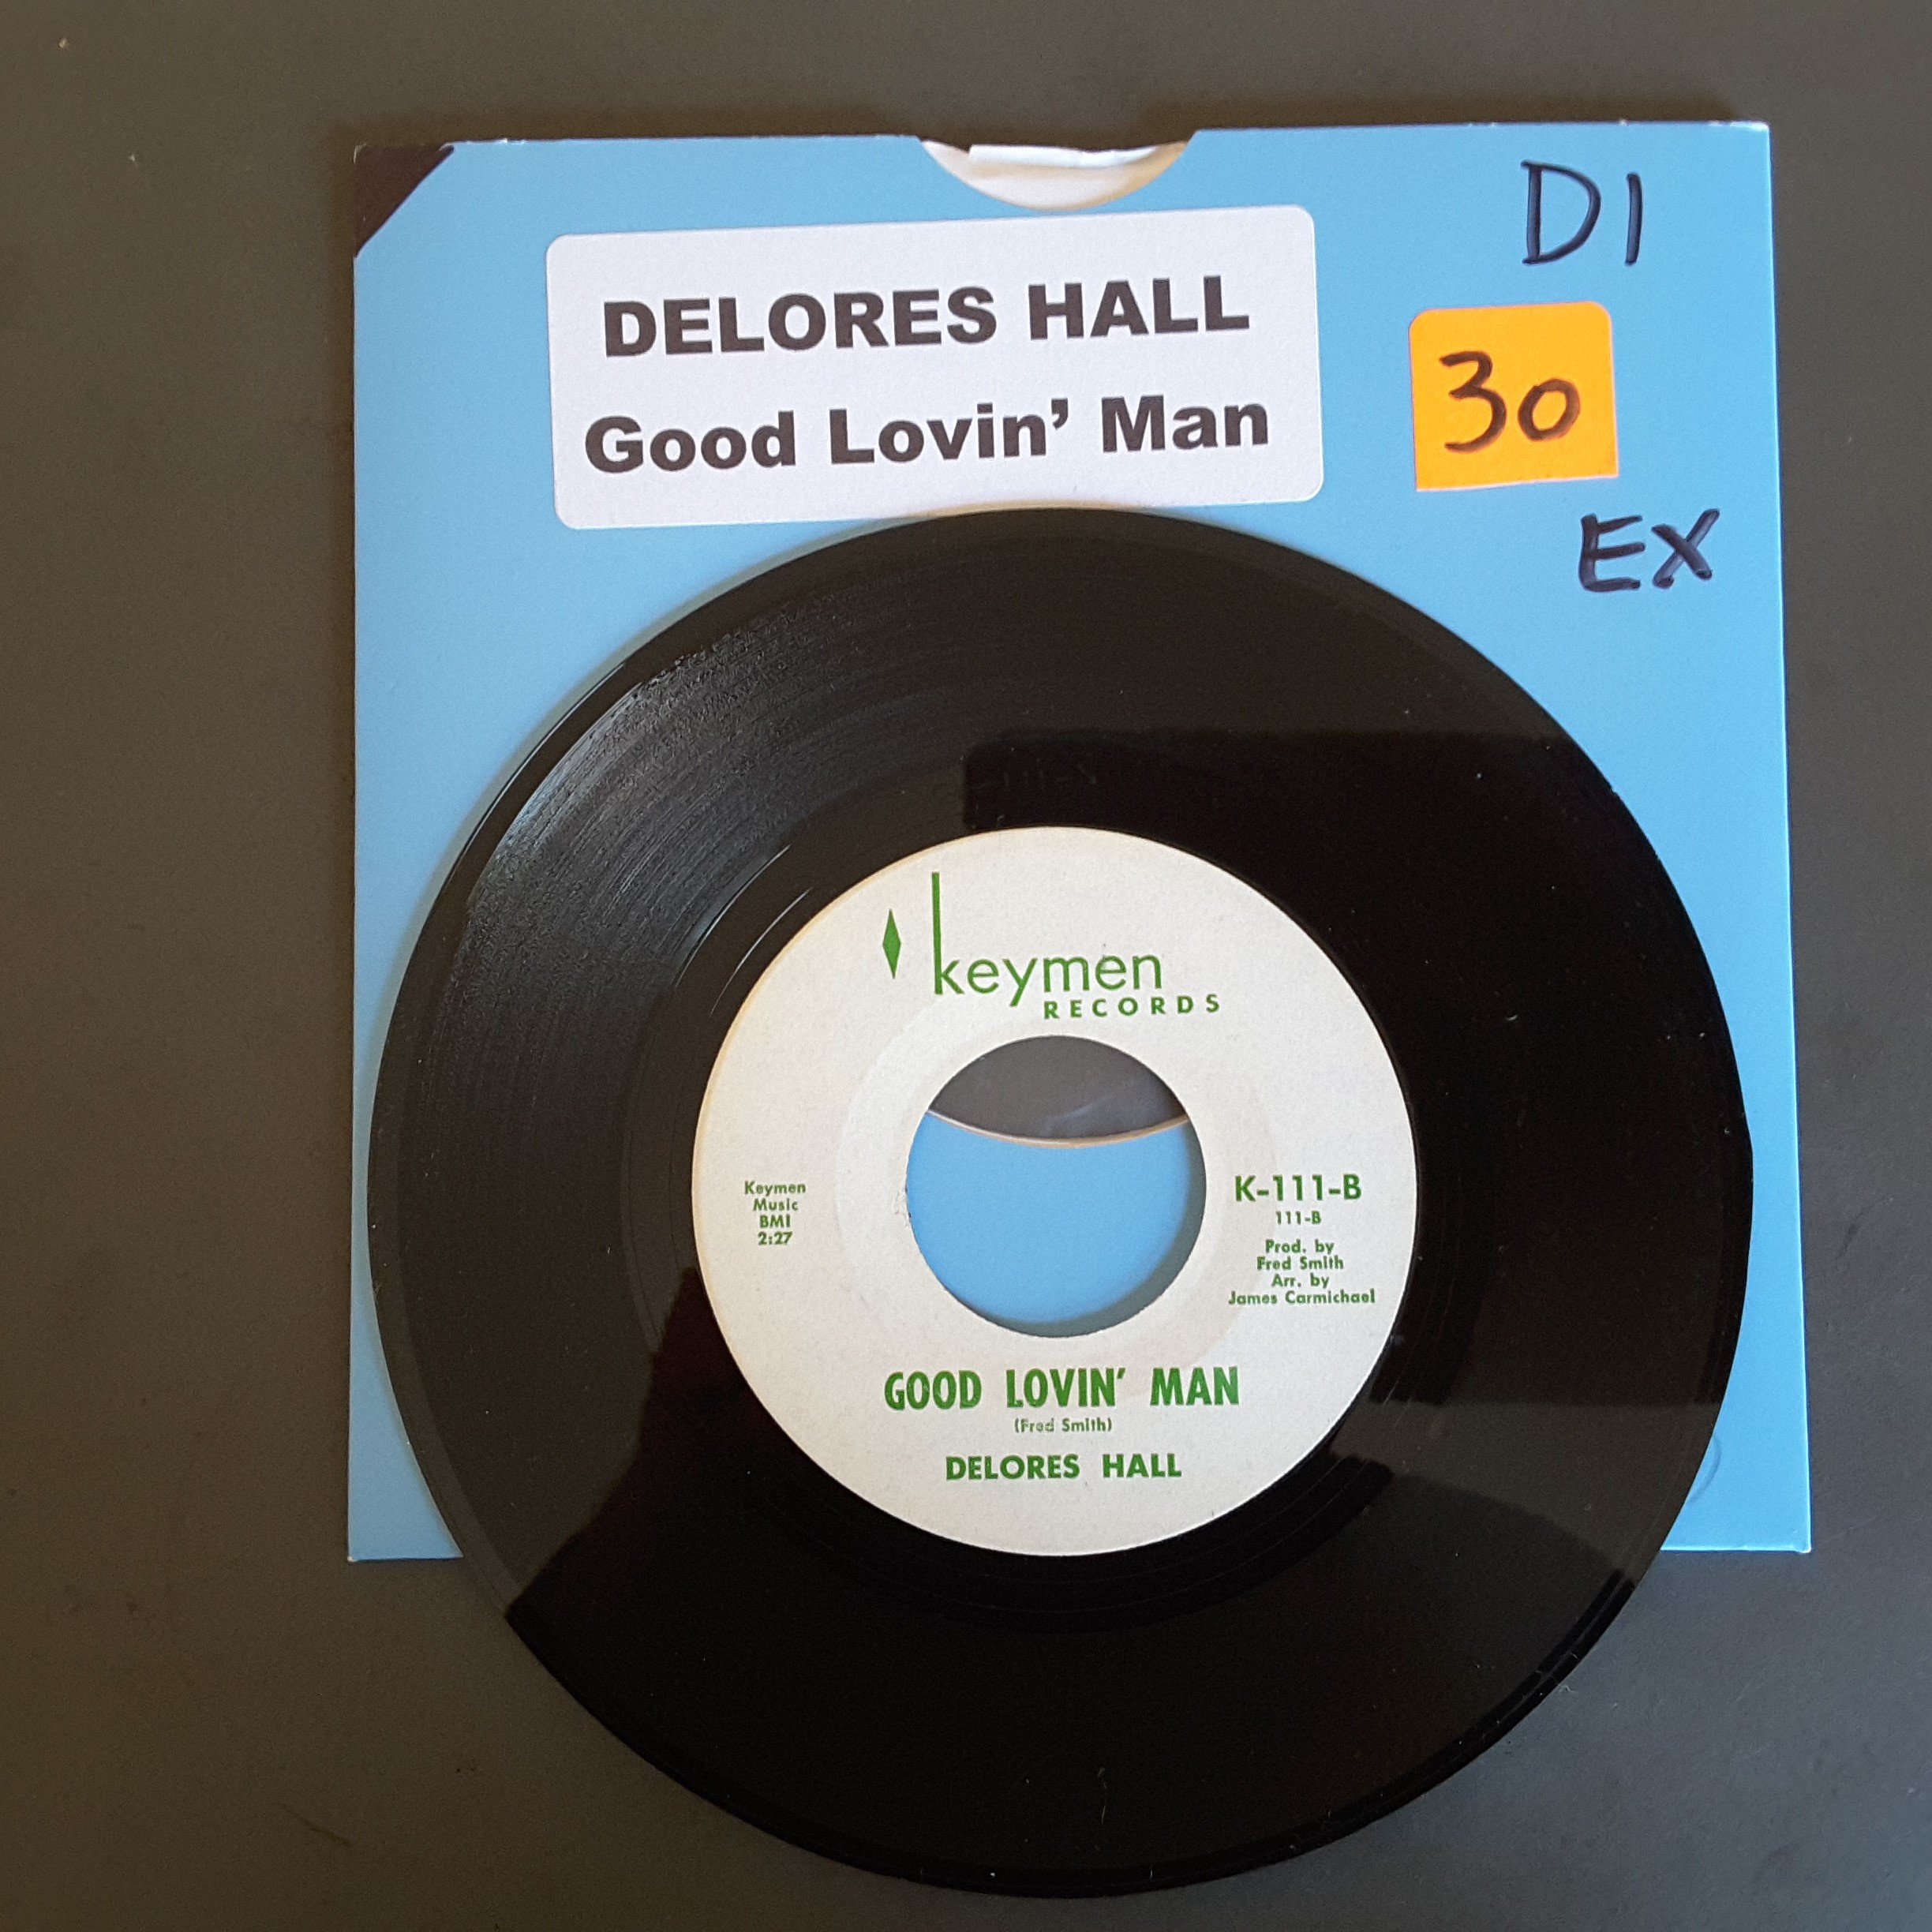 D1
DELORES HALL
Good Lovin’ Man
30
EX
keymen
RECORDS
Keymen
Music
BMI
2:27
K-111-B
111-B
Prod. by
Fred Smith
Arr. by
James Carmichael
GOOD LOVIN' MAN
(Fred Smith)
DELORES HALL